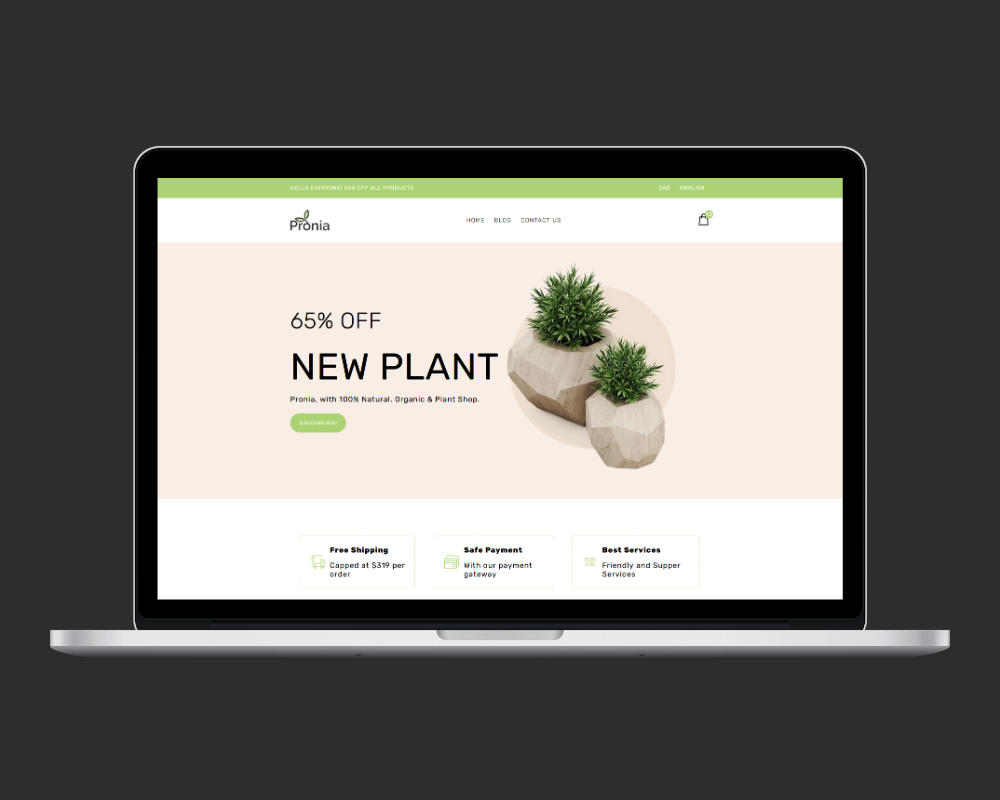 HELLO EVERYONE! 25% OFF ALL PRODUCTS
CAD ENGLISH
Pronia
HOME BLOG CONTACT US
65% OFF
NEW PLANT
Pronia, with 100% Natural, Organic & Plant Shop.
DISCOVER NOW
Free Shipping
Capped at $319 per
order
Safe Payment
With our payment
gateway
Best Services
Friendly and Supper
Services